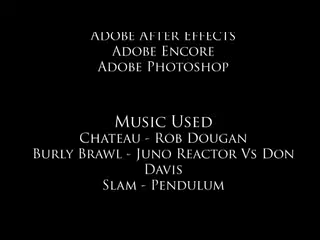 Adobe After Effects
Adobe Encore
Adobe Photoshop
Music Used
Chateau - Rob Dougan
Burly Brawl - Juno Reactor Vs Don
Davis
Slam - Pendulum